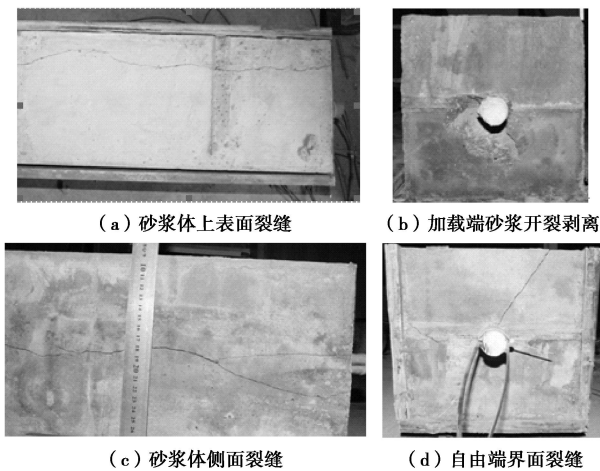 （a）砂浆体上表面裂缝
（b）加载端砂浆开裂剥离
（c）砂浆体侧面裂缝
（d）自由端界面裂缝